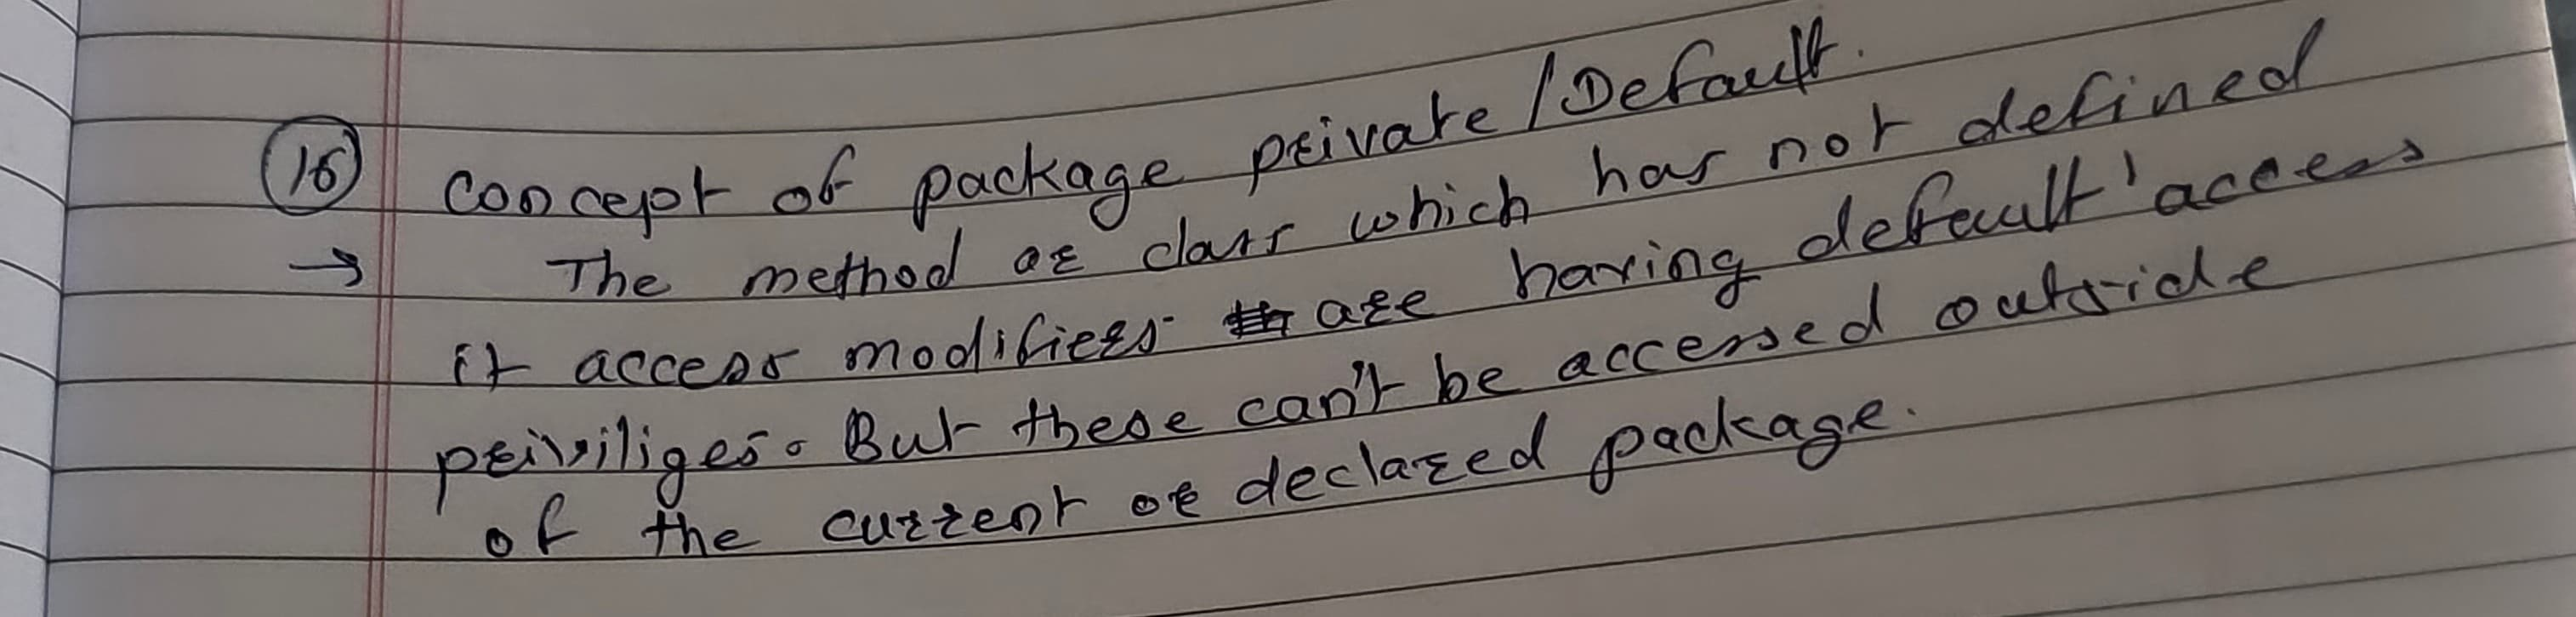 16 Concept of package private / Default.
→ The method or class which has not defined
it access modifiers are having default' access
priviliges. But these can't be accessed outside
of the current or declared package.